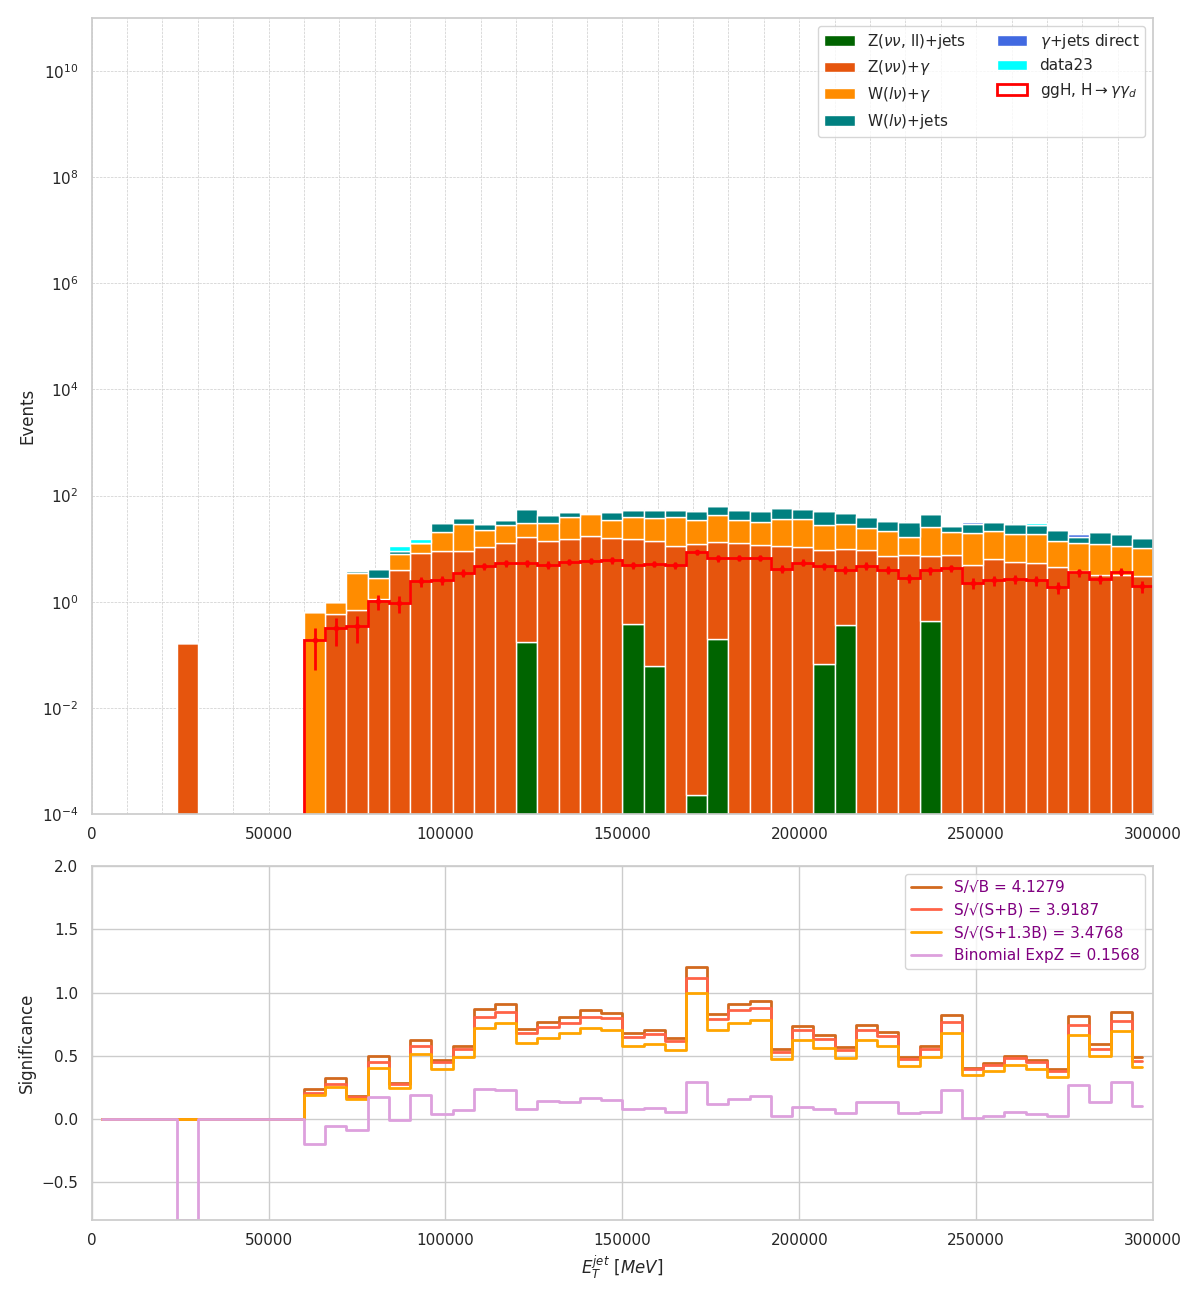 Z(νν, ll)+jets
Z(νν)+γ
W(lν)+γ
W(lν)+jets
γ+jets direct
data23
ggH, H→γγ_d
10^10
10^8
10^6
10^4
10^2
10^0
10^−2
10^−4
Events
0 50000 100000 150000 200000 250000 300000
S/√B = 4.1279
S/√(S+B) = 3.9187
S/√(S+1.3B) = 3.4768
Binomial ExpZ = 0.1568
2.0
1.5
1.0
0.5
0.0
−0.5
Significance
0 50000 100000 150000 200000 250000 300000
E_T^jet [MeV]